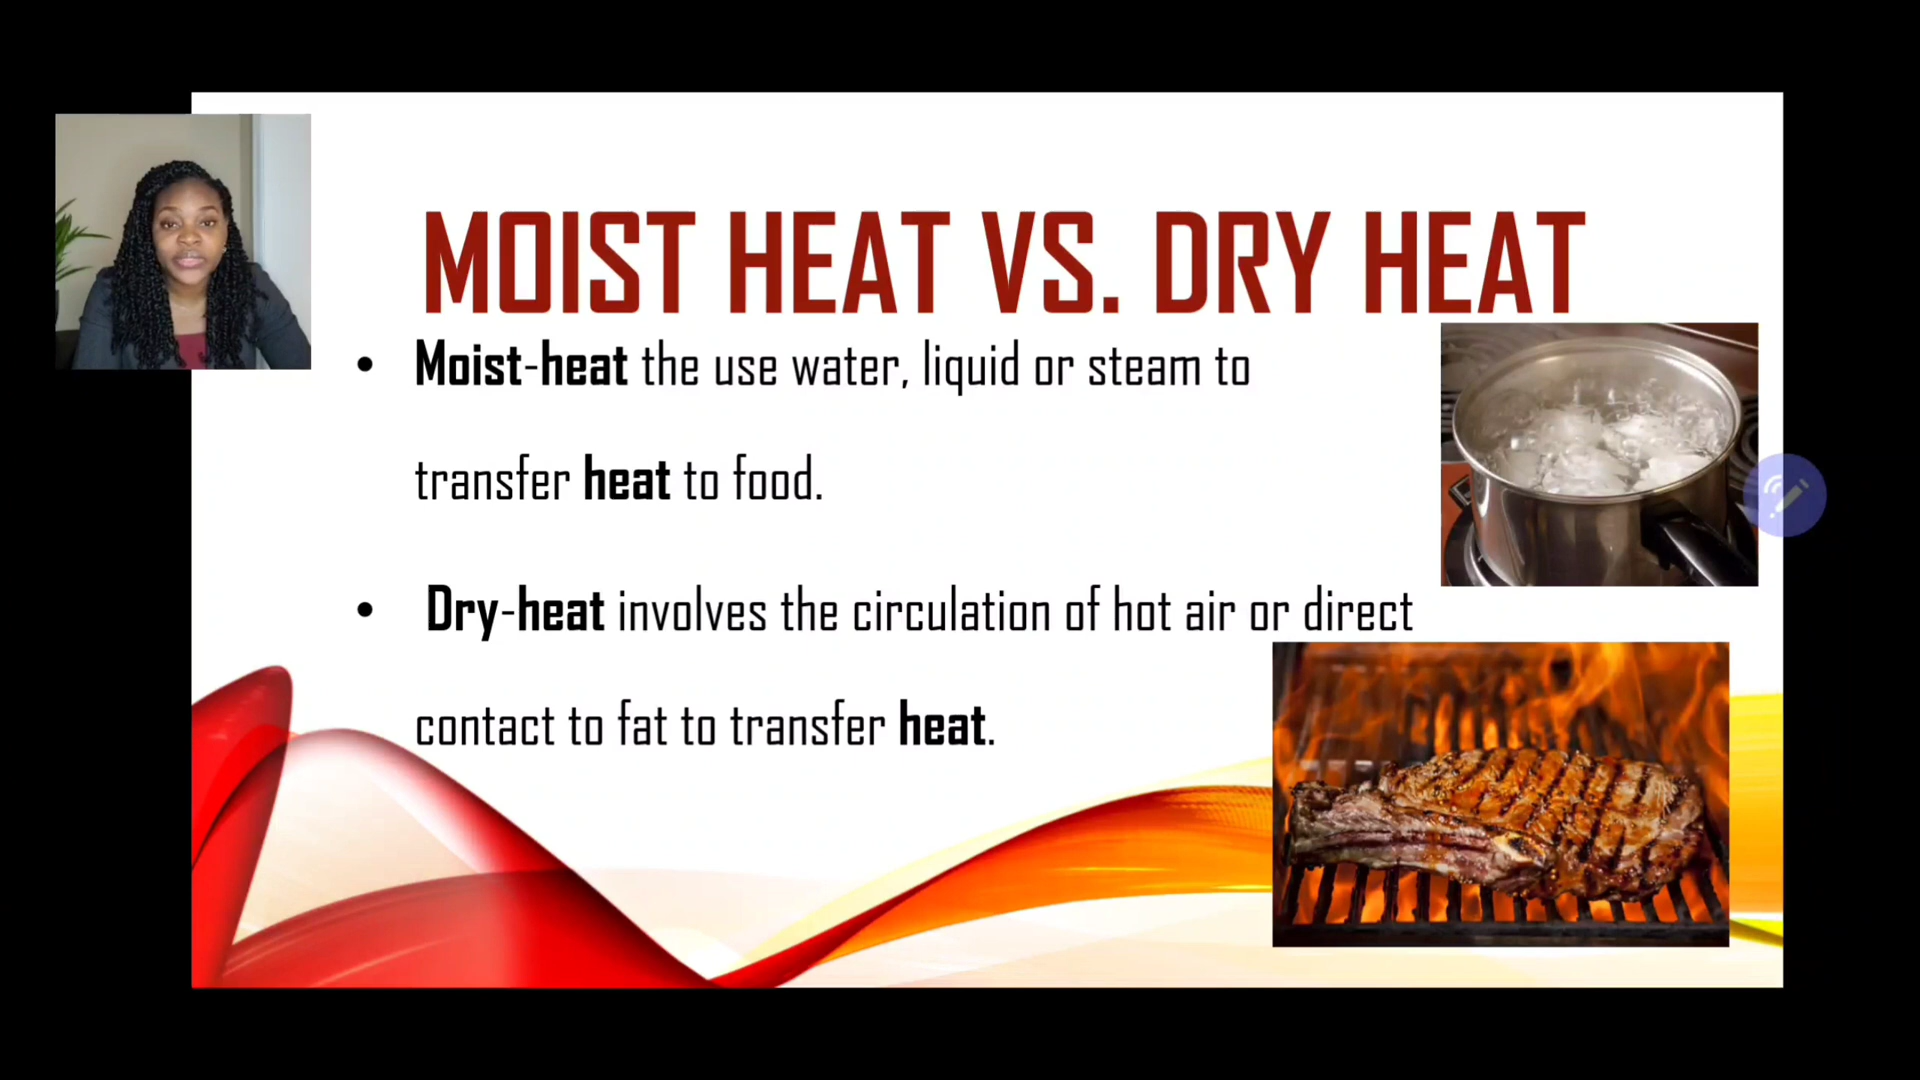 MOIST HEAT VS. DRY HEAT
• Moist-heat the use water, liquid or steam to
transfer heat to food.
• Dry-heat involves the circulation of hot air or direct
contact to fat to transfer heat.